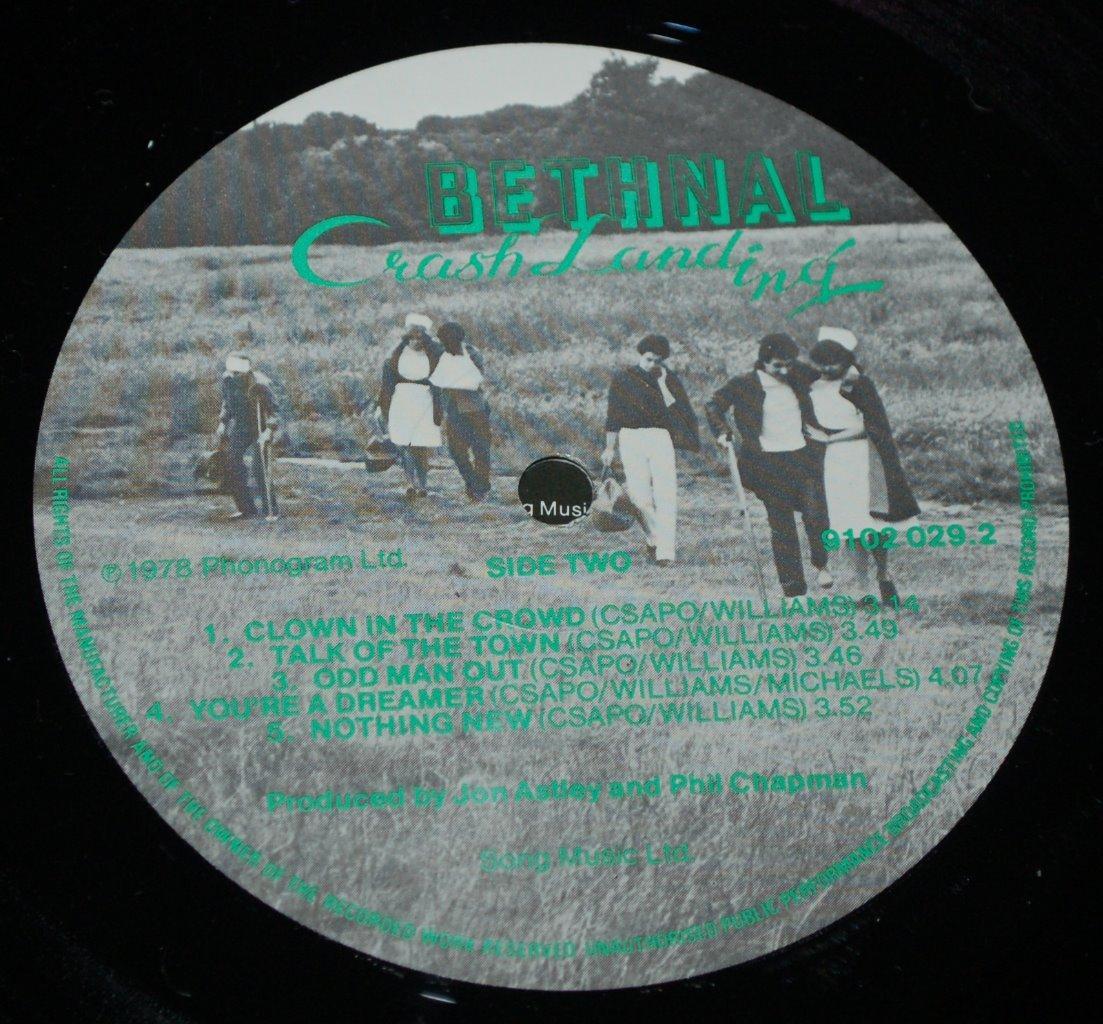 BETHNAL
Crash Landing
g Musi
9102 029.2
℗ 1978 Phonogram Ltd.
SIDE TWO
1. CLOWN IN THE CROWD (CSAPO/WILLIAMS) 3.14
2. TALK OF THE TOWN (CSAPO/WILLIAMS) 3.49
3. ODD MAN OUT (CSAPO/WILLIAMS) 3.46
4. YOU'RE A DREAMER (CSAPO/WILLIAMS/MICHAELS) 4.07
5. NOTHING NEW (CSAPO/WILLIAMS) 3.52
Produced by Jon Astley and Phil Chapman
Song Music Ltd.
ALL RIGHTS OF THE MANUFACTURER AND OF THE OWNER OF THE RECORDED WORK RESERVED UNAUTHORISED PUBLIC PERFORMANCE BROADCASTING AND COPYING OF THIS RECORD PROHIBITED